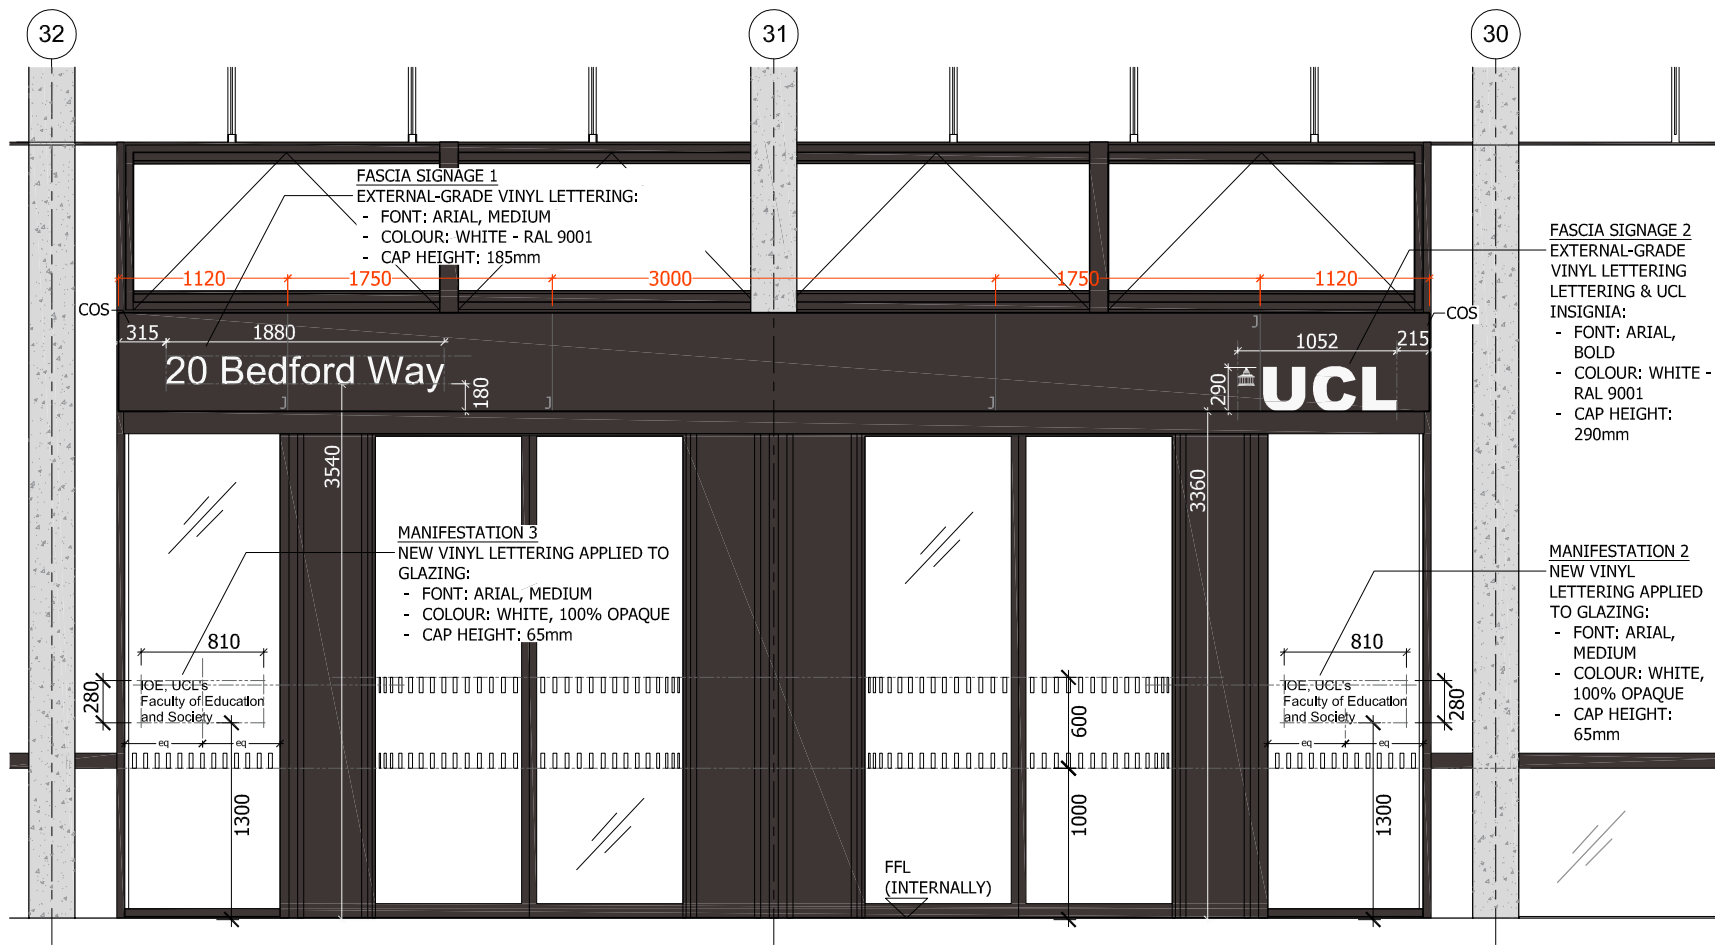 32
31
30
FASCIA SIGNAGE 1
EXTERNAL-GRADE VINYL LETTERING:
- FONT: ARIAL, MEDIUM
- COLOUR: WHITE - RAL 9001
- CAP HEIGHT: 185mm
FASCIA SIGNAGE 2
EXTERNAL-GRADE
VINYL LETTERING
LETTERING & UCL
INSIGNIA:
- FONT: ARIAL,
BOLD
- COLOUR: WHITE -
RAL 9001
- CAP HEIGHT:
290mm
1120
1750
3000
1750
1120
COS
COS
315
1880
1052
215
20 Bedford Way
180
290
UCL
J
J
J
J
3540
3360
MANIFESTATION 3
NEW VINYL LETTERING APPLIED TO
GLAZING:
- FONT: ARIAL, MEDIUM
- COLOUR: WHITE, 100% OPAQUE
- CAP HEIGHT: 65mm
MANIFESTATION 2
NEW VINYL
LETTERING APPLIED
TO GLAZING:
- FONT: ARIAL,
MEDIUM
- COLOUR: WHITE,
100% OPAQUE
- CAP HEIGHT:
65mm
810
280
IOE, UCL's
Faculty of Education
and Society
eq
eq
1300
600
1000
810
IOE, UCL's
Faculty of Education
and Society
280
eq
eq
1300
FFL
(INTERNALLY)